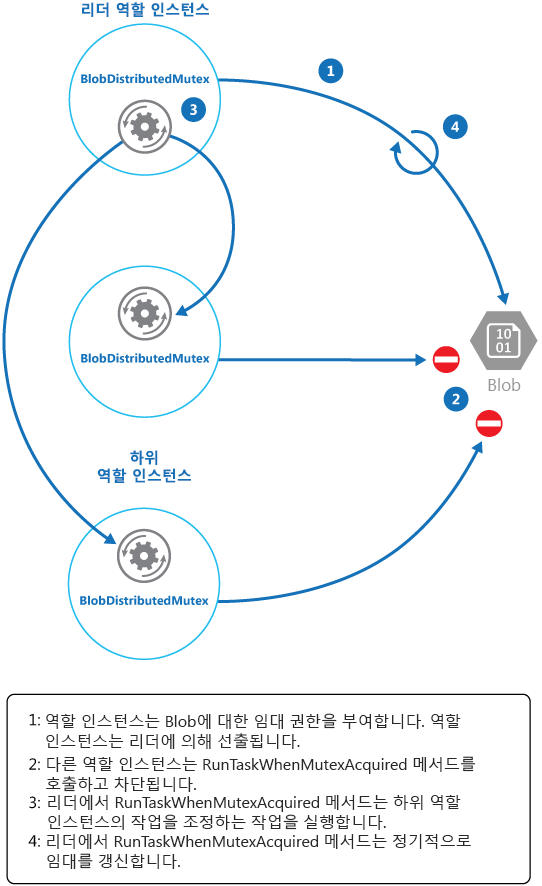 리더 역할 인스턴스
BlobDistributedMutex
1
3
4
BlobDistributedMutex
10
01
Blob
2
하위
역할 인스턴스
BlobDistributedMutex
1: 역할 인스턴스는 Blob에 대한 임대 권한을 부여합니다. 역할
인스턴스는 리더에 의해 선출됩니다.
2: 다른 역할 인스턴스는 RunTaskWhenMutexAcquired 메서드를
호출하고 차단됩니다.
3: 리더에서 RunTaskWhenMutexAcquired 메서드는 하위 역할
인스턴스의 작업을 조정하는 작업을 실행합니다.
4: 리더에서 RunTaskWhenMutexAcquired 메서드는 정기적으로
임대를 갱신합니다.